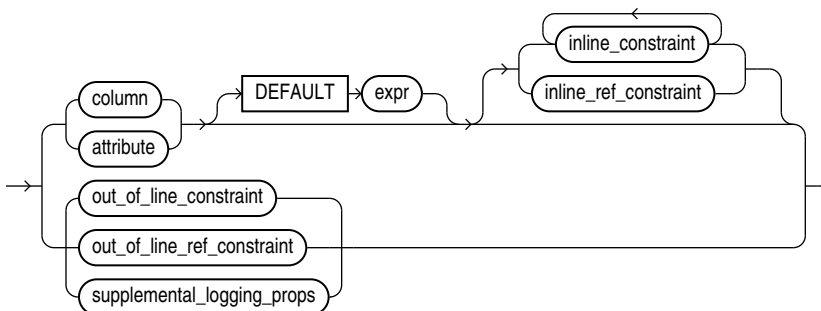 inline_constraint
column
DEFAULT
expr
inline_ref_constraint
attribute
out_of_line_constraint
out_of_line_ref_constraint
supplemental_logging_props